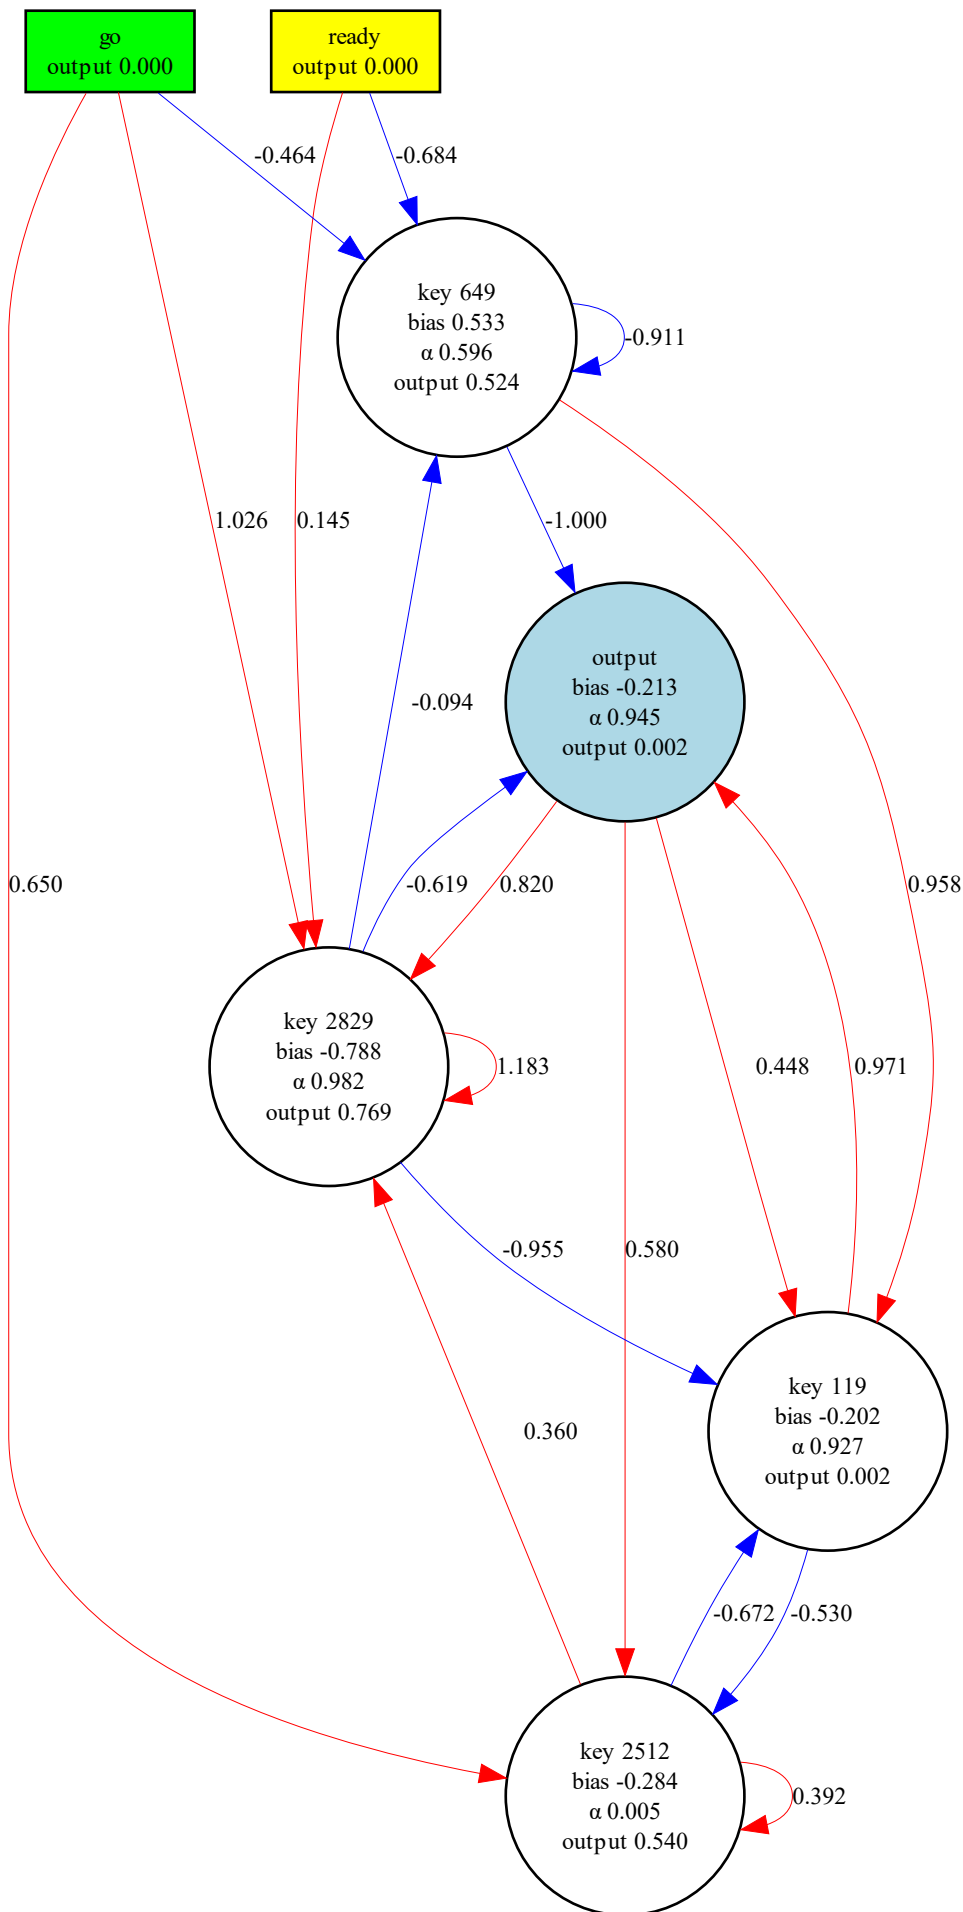 go
output 0.000
ready
output 0.000
-0.464
-0.684
key 649
bias 0.533
α 0.596
output 0.524
-0.911
1.026
0.145
-1.000
output
bias -0.213
α 0.945
output 0.002
-0.094
0.650
-0.619
0.820
0.958
key 2829
bias -0.788
α 0.982
output 0.769
1.183
0.448
0.971
-0.955
0.580
key 119
bias -0.202
α 0.927
output 0.002
0.360
-0.672
-0.530
key 2512
bias -0.284
α 0.005
output 0.540
0.392